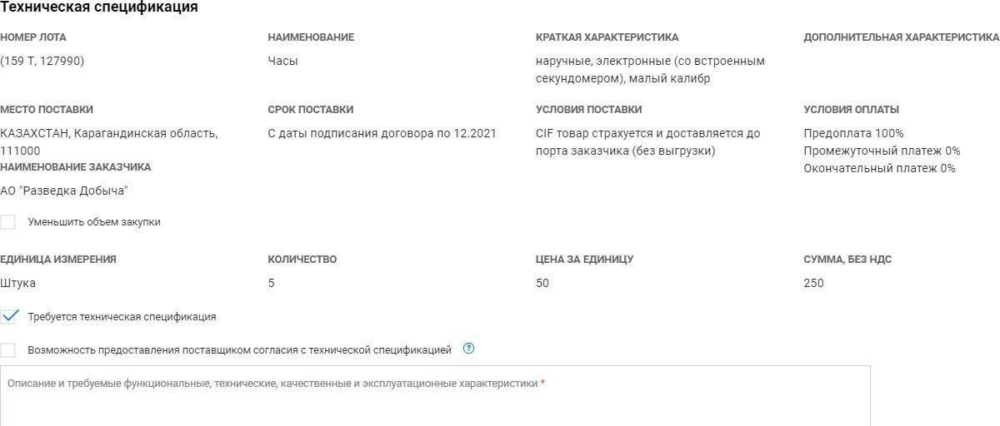 Техническая спецификация
НОМЕР ЛОТА
НАИМЕНОВАНИЕ
КРАТКАЯ ХАРАКТЕРИСТИКА
ДОПОЛНИТЕЛЬНАЯ ХАРАКТЕРИСТИКА
(159 Т, 127990)
Часы
наручные, электронные (со встроенным
секундомером), малый калибр
МЕСТО ПОСТАВКИ
СРОК ПОСТАВКИ
УСЛОВИЯ ПОСТАВКИ
УСЛОВИЯ ОПЛАТЫ
КАЗАХСТАН, Карагандинская область,
111000
С даты подписания договора по 12.2021
CIF товар страхуется и доставляется до
порта заказчика (без выгрузки)
Предоплата 100%
Промежуточный платеж 0%
Окончательный платеж 0%
НАИМЕНОВАНИЕ ЗАКАЗЧИКА
АО "Разведка Добыча"
Уменьшить объем закупки
ЕДИНИЦА ИЗМЕРЕНИЯ
КОЛИЧЕСТВО
ЦЕНА ЗА ЕДИНИЦУ
СУММА, БЕЗ НДС
Штука
5
50
250
Требуется техническая спецификация
Возможность предоставления поставщиком согласия с технической спецификацией ?
Описание и требуемые функциональные, технические, качественные и эксплуатационные характеристики *